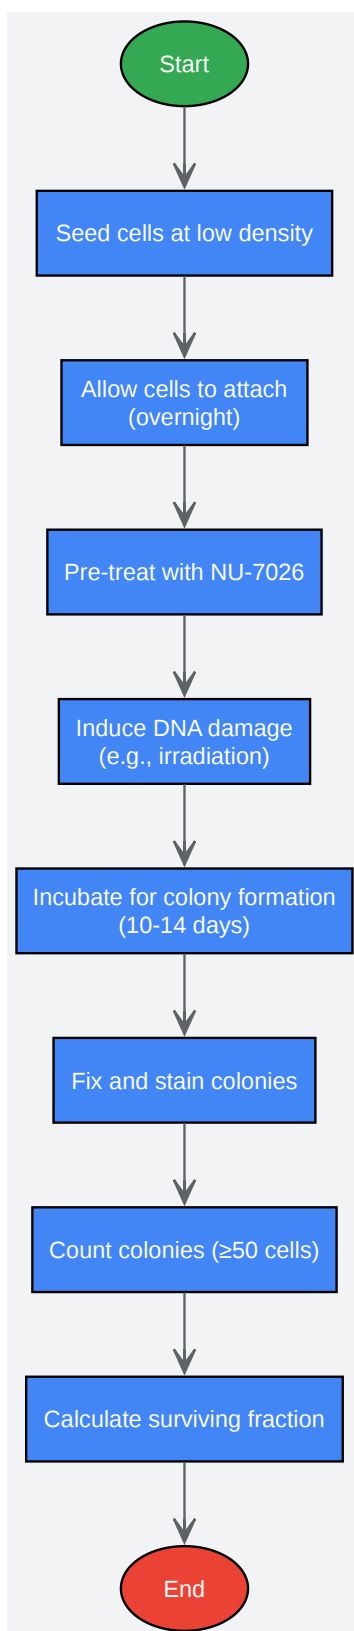 Start
Seed cells at low density
Allow cells to attach
(overnight)
Pre-treat with NU-7026
Induce DNA damage
(e.g., irradiation)
Incubate for colony formation
(10-14 days)
Fix and stain colonies
Count colonies (≥50 cells)
Calculate surviving fraction
End